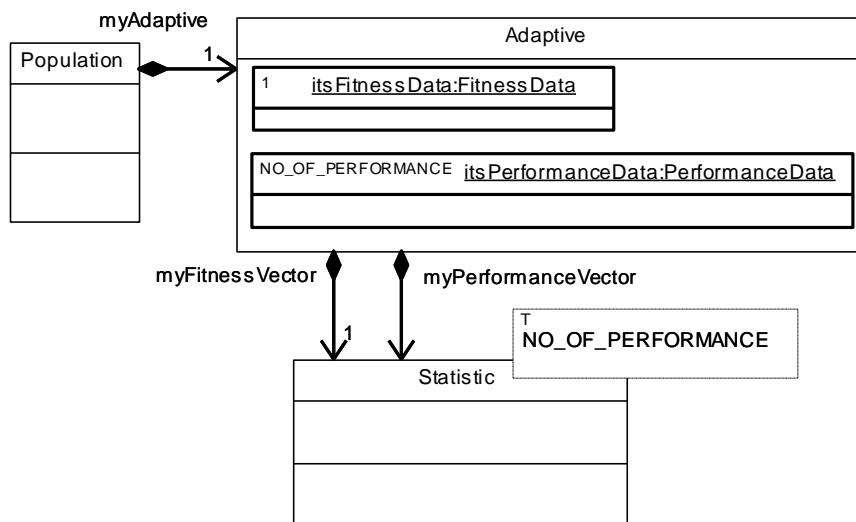 myAdaptive
Population
1
Adaptive
1 itsFitnessData:FitnessData
NO_OF_PERFORMANCE itsPerformanceData:PerformanceData
myFitnessVector
myPerformanceVector
1
T
NO_OF_PERFORMANCE
Statistic